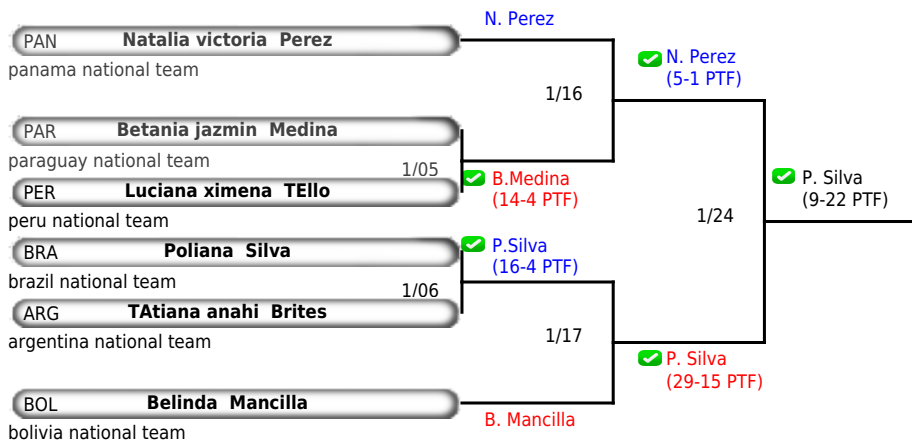 N. Perez
PAN Natalia victoria Perez
panama national team
N. Perez
(5-1 PTF)
1/16
PAR Betania jazmin Medina
paraguay national team
1/05
B.Medina
(14-4 PTF)
PER Luciana ximena TEllo
peru national team
P. Silva
(9-22 PTF)
1/24
BRA Poliana Silva
brazil national team
P.Silva
(16-4 PTF)
1/06
ARG TAtiana anahi Brites
argentina national team
1/17
P. Silva
(29-15 PTF)
BOL Belinda Mancilla
bolivia national team
B. Mancilla